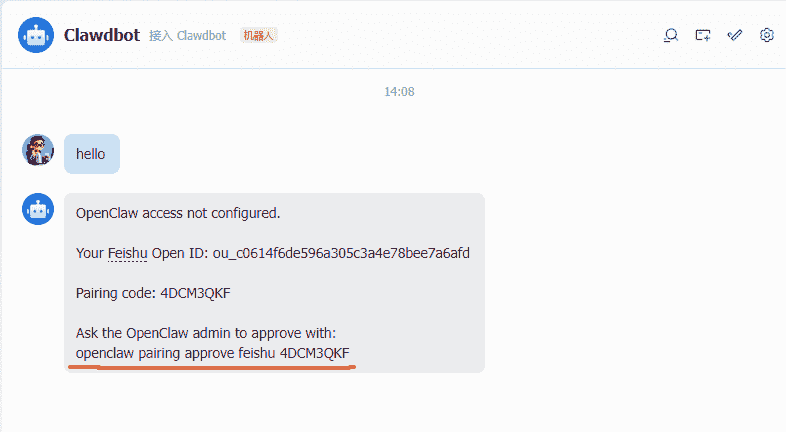 Clawdbot 接入 Clawdbot 机器人
14:08
hello
OpenClaw access not configured.
Your Feishu Open ID: ou_c0614f6de596a305c3a4e78bee7a6afd
Pairing code: 4DCM3QKF
Ask the OpenClaw admin to approve with:
openclaw pairing approve feishu 4DCM3QKF